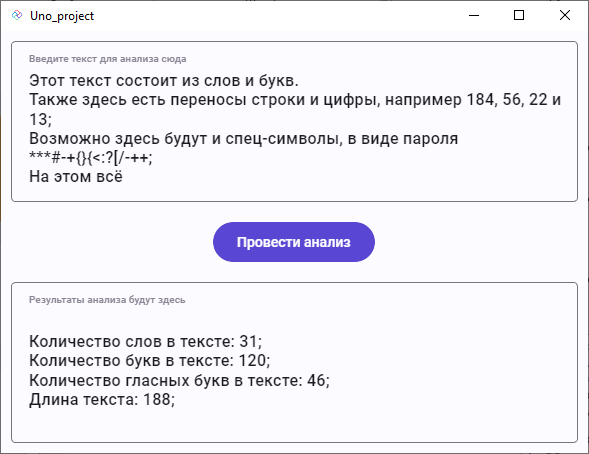 Uno_project
Введите текст для анализа сюда
Этот текст состоит из слов и букв.
Также здесь есть переносы строки и цифры, например 184, 56, 22 и
13;
Возможно здесь будут и спец-символы, в виде пароля
***#-+{}{<:?[/-++;
На этом всё
Провести анализ
Результаты анализа будут здесь
Количество слов в тексте: 31;
Количество букв в тексте: 120;
Количество гласных букв в тексте: 46;
Длина текста: 188;